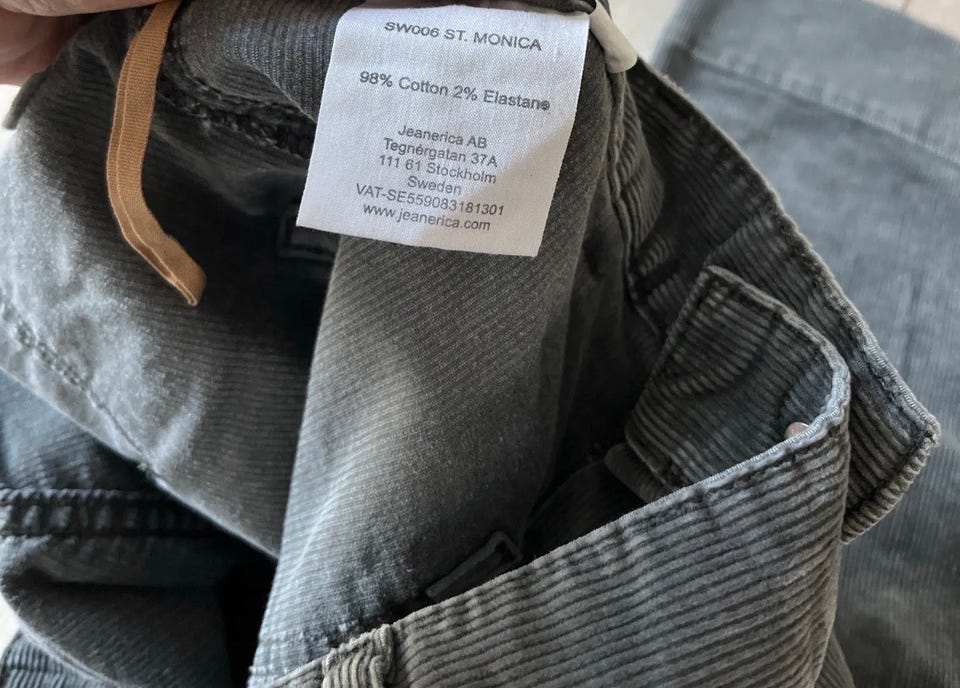 SW006 ST. MONICA
98% Cotton 2% Elastane
Jeanerica AB
Tegnérgatan 37A
111 61 Stockholm
Sweden
VAT-SE559083181301
www.jeanerica.com